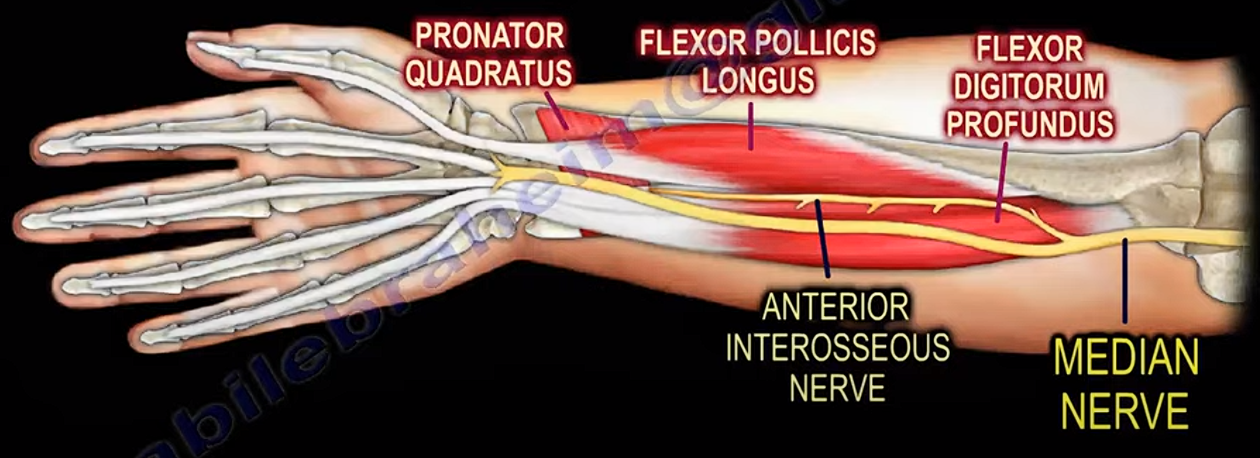 PRONATOR
QUADRATUS
FLEXOR POLLICIS
LONGUS
FLEXOR
DIGITORUM
PROFUNDUS
ANTERIOR
INTEROSSEOUS
NERVE
MEDIAN
NERVE